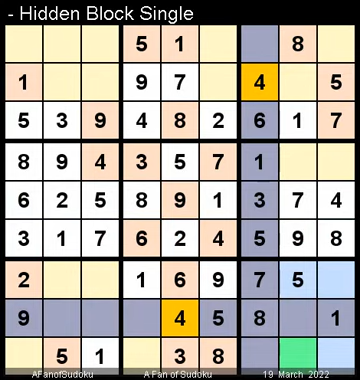 - Hidden Block Single
5 1 8
1 9 7 4 5
5 3 9 4 8 2 6 1 7
8 9 4 3 5 7 1
6 2 5 8 9 1 3 7 4
3 1 7 6 2 4 5 9 8
2 1 6 9 7 5
9 4 5 8 1
5 1 3 8
AFanofSudoku A Fan of Sudoku 19 March 2022